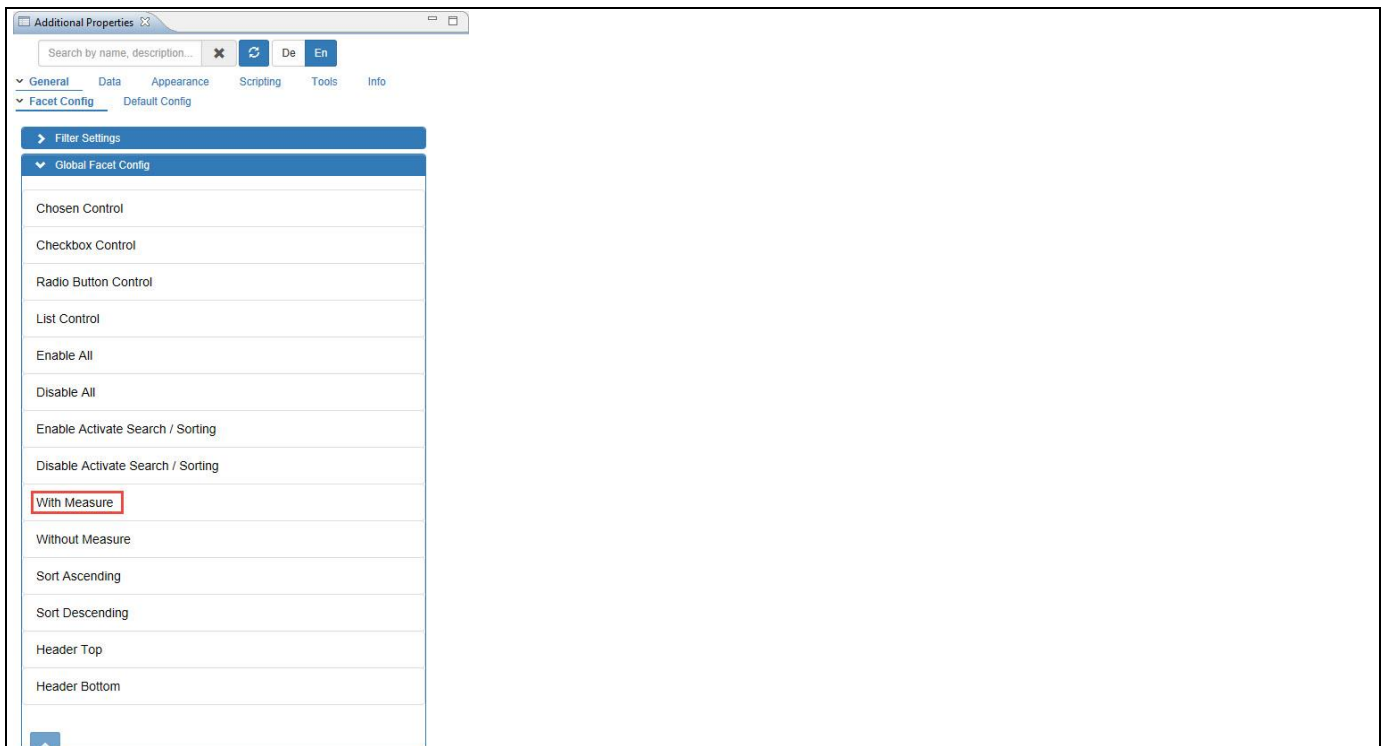 Additional Properties
Search by name, description...
De En
General Data Appearance Scripting Tools Info
Facet Config Default Config
Filter Settings
Global Facet Config
Chosen Control
Checkbox Control
Radio Button Control
List Control
Enable All
Disable All
Enable Activate Search / Sorting
Disable Activate Search / Sorting
With Measure
Without Measure
Sort Ascending
Sort Descending
Header Top
Header Bottom